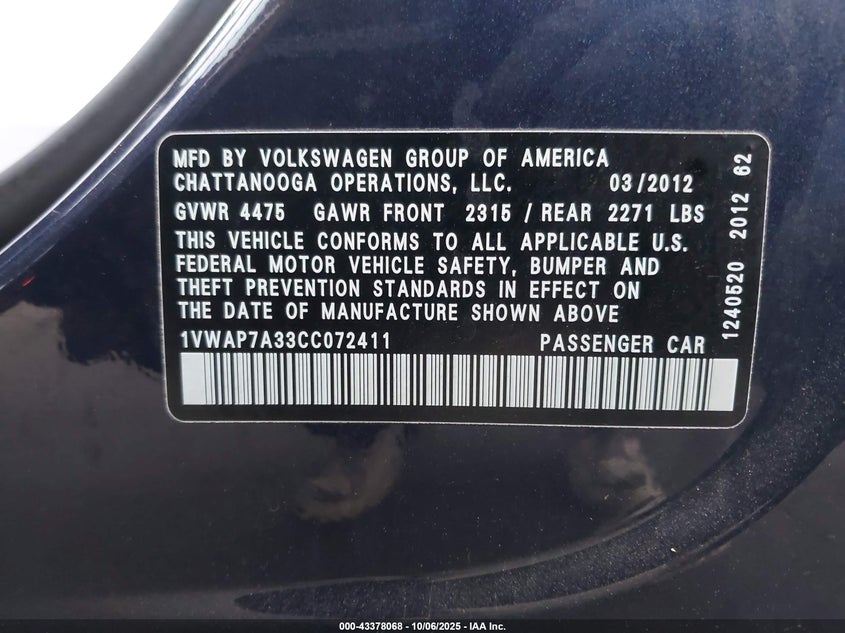 MFD BY VOLKSWAGEN GROUP OF AMERICA
CHATTANOOGA OPERATIONS, LLC. 03/2012
GVWR 4475 GAWR FRONT 2315 / REAR 2271 LBS
THIS VEHICLE CONFORMS TO ALL APPLICABLE U.S.
FEDERAL MOTOR VEHICLE SAFETY, BUMPER AND
THEFT PREVENTION STANDARDS IN EFFECT ON
THE DATE OF MANUFACTURE SHOWN ABOVE
1VWAP7A33CC072411 PASSENGER CAR
1240520 2012 62
000-43378068 - 10/06/2025 - IAA Inc.